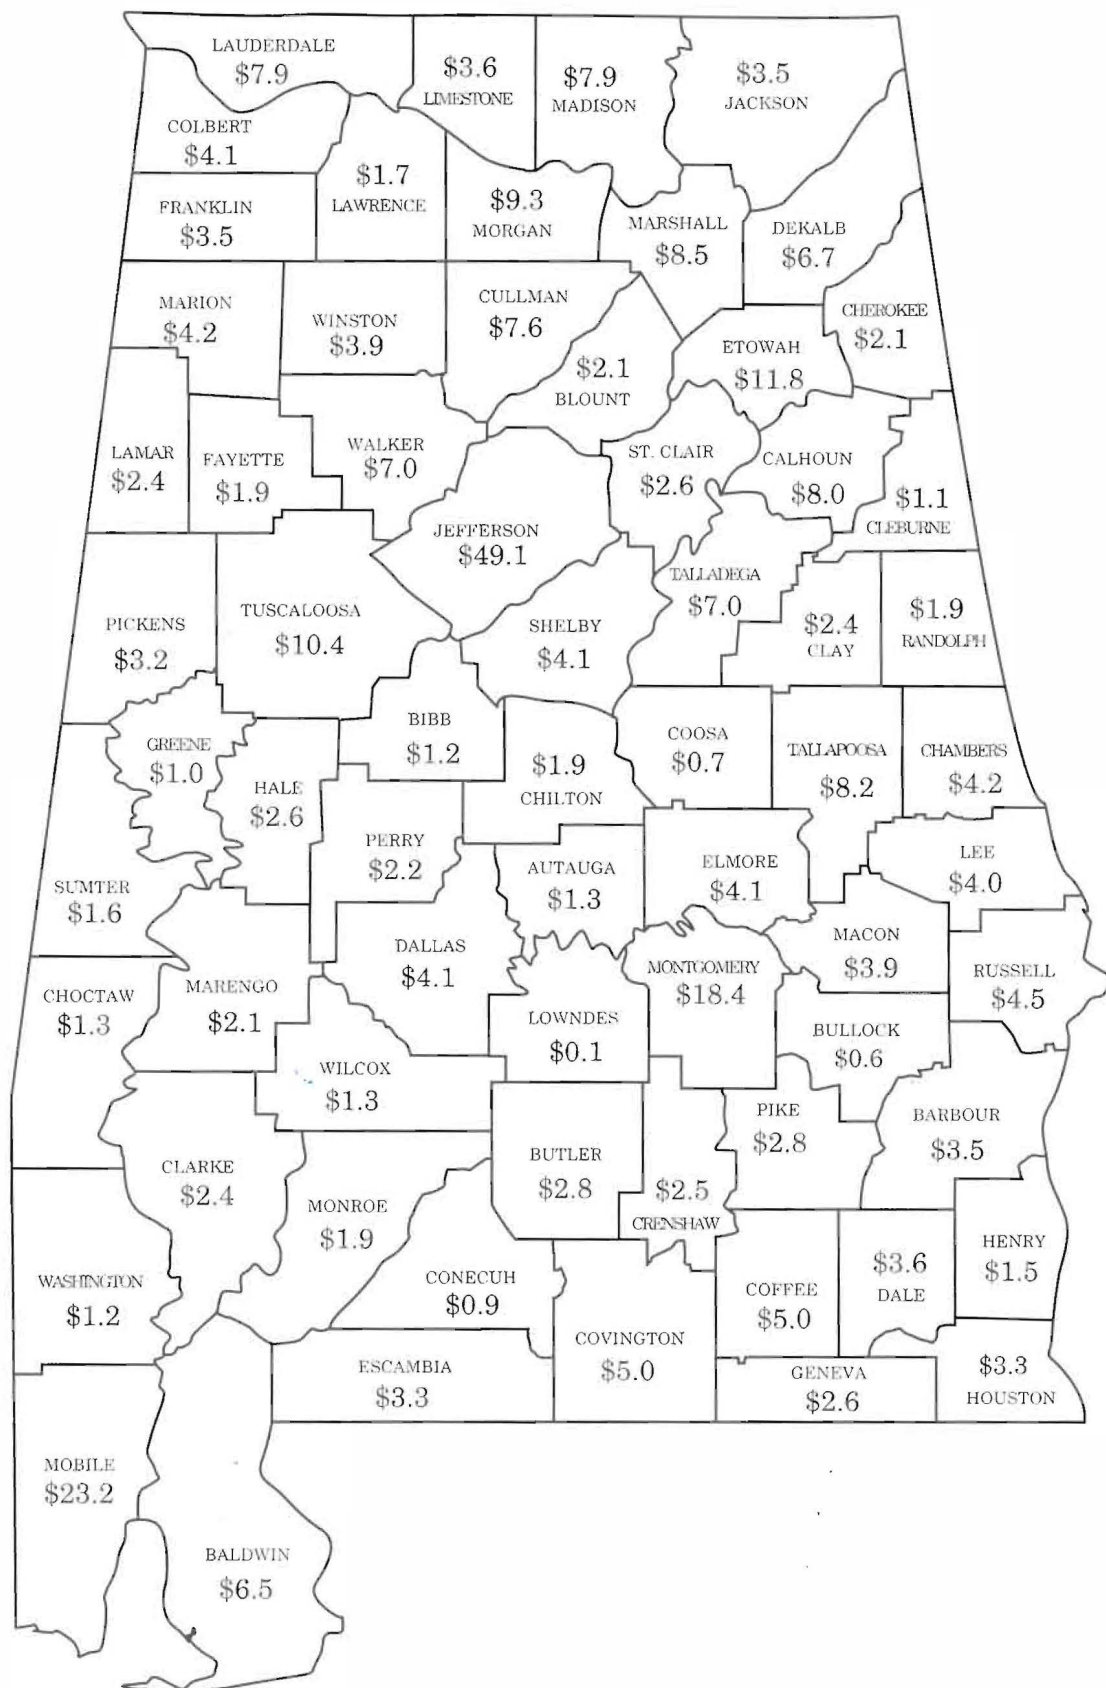 LAUDERDALE
$7.9
$3.6
LIMESTONE
$7.9
MADISON
$3.5
JACKSON
COLBERT
$4.1
$1.7
LAWRENCE
FRANKLIN
$3.5
$9.3
MORGAN
MARSHALL
$8.5
DEKALB
$6.7
MARION
$4.2
WINSTON
$3.9
CULLMAN
$7.6
$2.1
BLOUNT
ETOWAH
$11.8
CHEROKEE
$2.1
LAMAR
$2.4
FAYETTE
$1.9
WALKER
$7.0
JEFFERSON
$49.1
ST. CLAIR
$2.6
CALHOUN
$8.0
$1.1
CLEBURNE
PICKENS
$3.2
TUSCALOOSA
$10.4
SHELBY
$4.1
TALLADEGA
$7.0
$2.4
CLAY
$1.9
RANDOLPH
GREENE
$1.0
HALE
$2.6
BIBB
$1.2
$1.9
CHILTON
COOSA
$0.7
TALLAPOOSA
$8.2
CHAMBERS
$4.2
SUMTER
$1.6
PERRY
$2.2
AUTAUGA
$1.3
ELMORE
$4.1
LEE
$4.0
CHOCTAW
$1.3
MARENGO
$2.1
DALLAS
$4.1
LOWNDES
$0.1
MONTGOMERY
$18.4
MACON
$3.9
RUSSELL
$4.5
BULLOCK
$0.6
WILCOX
$1.3
CLARKE
$2.4
MONROE
$1.9
BUTLER
$2.8
$2.5
CRENSHAW
PIKE
$2.8
BARBOUR
$3.5
WASHINGTON
$1.2
CONECUH
$0.9
COVINGTON
$5.0
COFFEE
$5.0
$3.6
DALE
HENRY
$1.5
ESCAMBIA
$3.3
GENEVA
$2.6
$3.3
HOUSTON
MOBILE
$23.2
BALDWIN
$6.5